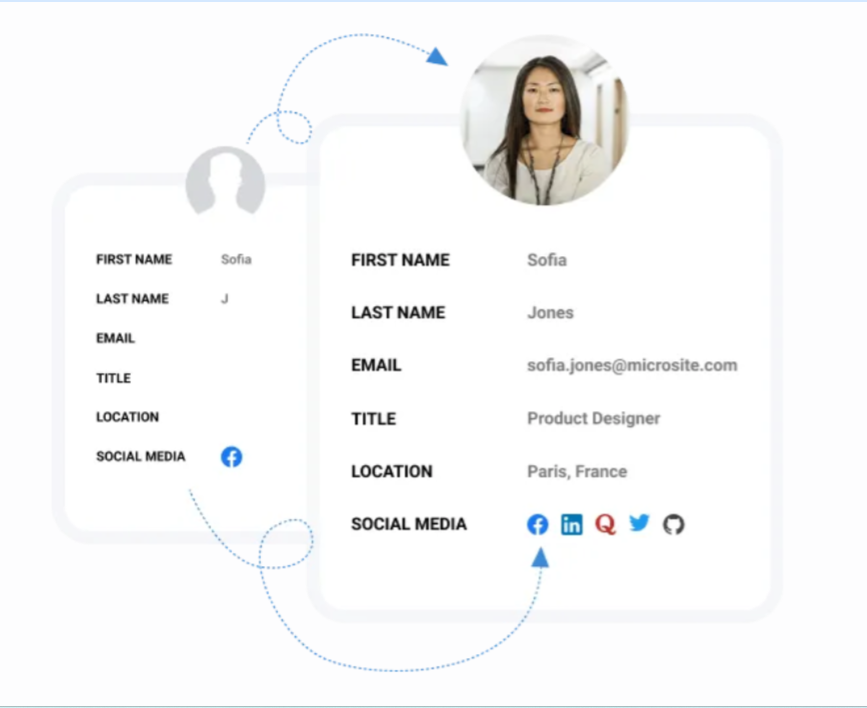 FIRST NAME Sofia
LAST NAME J
EMAIL
TITLE
LOCATION
SOCIAL MEDIA
FIRST NAME Sofia
LAST NAME Jones
EMAIL sofia.jones@microsite.com
TITLE Product Designer
LOCATION Paris, France
SOCIAL MEDIA